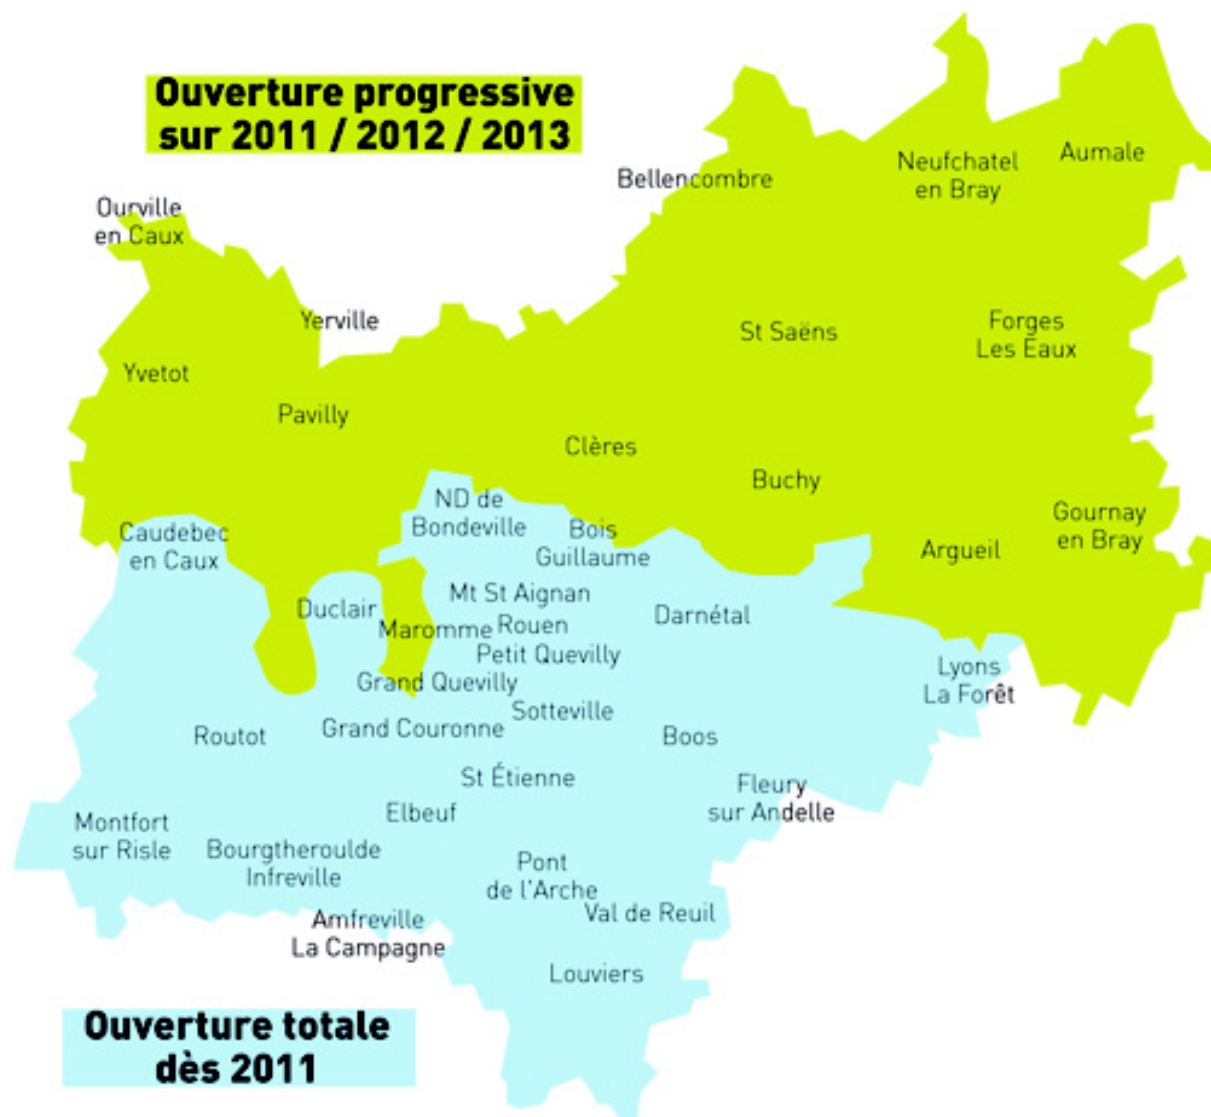 Ouverture progressive
sur 2011 / 2012 / 2013
Aumale
Neufchatel
en Bray
Bellencombre
Ourville
en Caux
Yerville
St Saëns
Forges
Les Eaux
Yvetot
Pavilly
Clères
Buchy
ND de
Bondeville
Gournay
en Bray
Caudebec
en Caux
Bois
Guillaume
Argueil
Mt St Aignan
Duclair
Darnétal
Maromme
Rouen
Petit Quevilly
Lyons
La Forêt
Grand Quevilly
Sotteville
Grand Couronne
Routot
Boos
St Étienne
Fleury
sur Andelle
Elbeuf
Montfort
sur Risle
Bourgtheroulde
Infreville
Pont
de l'Arche
Val de Reuil
Amfreville
La Campagne
Louviers
Ouverture totale
dès 2011